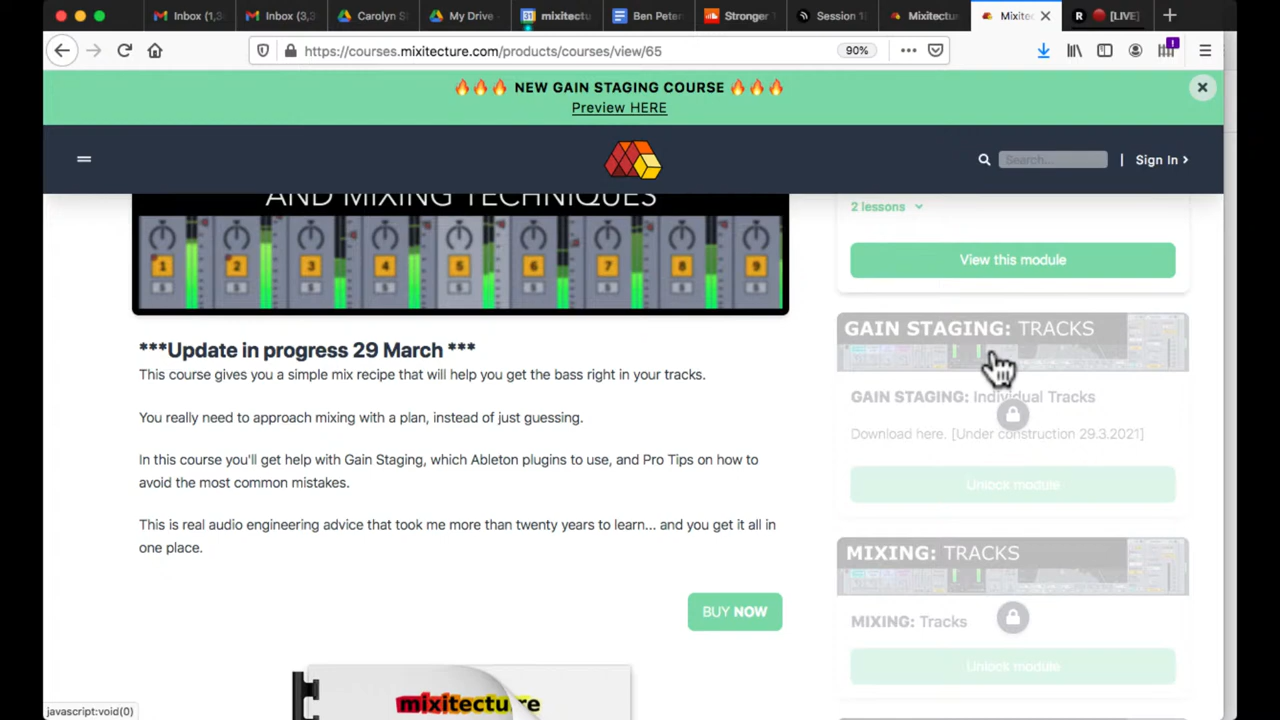 Inbox (1,3
Inbox (3,3
Carolyn S
My Drive -
31 mixitectu
Ben Peter
Stronger T
Session 1
Mixitectu
Mixite
R [LIVE]
https://courses.mixitecture.com/products/courses/view/65
90%
🔥🔥🔥 NEW GAIN STAGING COURSE 🔥🔥🔥
Preview HERE
Search...
| Sign In
AND MIXING TECHNIQUES
1 2 3 4 5 6 7 8 9
S S S S S S S S S
***Update in progress 29 March ***
This course gives you a simple mix recipe that will help you get the bass right in your tracks.
You really need to approach mixing with a plan, instead of just guessing.
In this course you'll get help with Gain Staging, which Ableton plugins to use, and Pro Tips on how to
avoid the most common mistakes.
This is real audio engineering advice that took me more than twenty years to learn... and you get it all in
one place.
BUY NOW
mixitecture
2 lessons
View this module
GAIN STAGING: TRACKS
GAIN STAGING: Individual Tracks
Download here. [Under construction 29.3.2021]
Unlock module
MIXING: TRACKS
MIXING: Tracks
Unlock module
javascript:void(0)